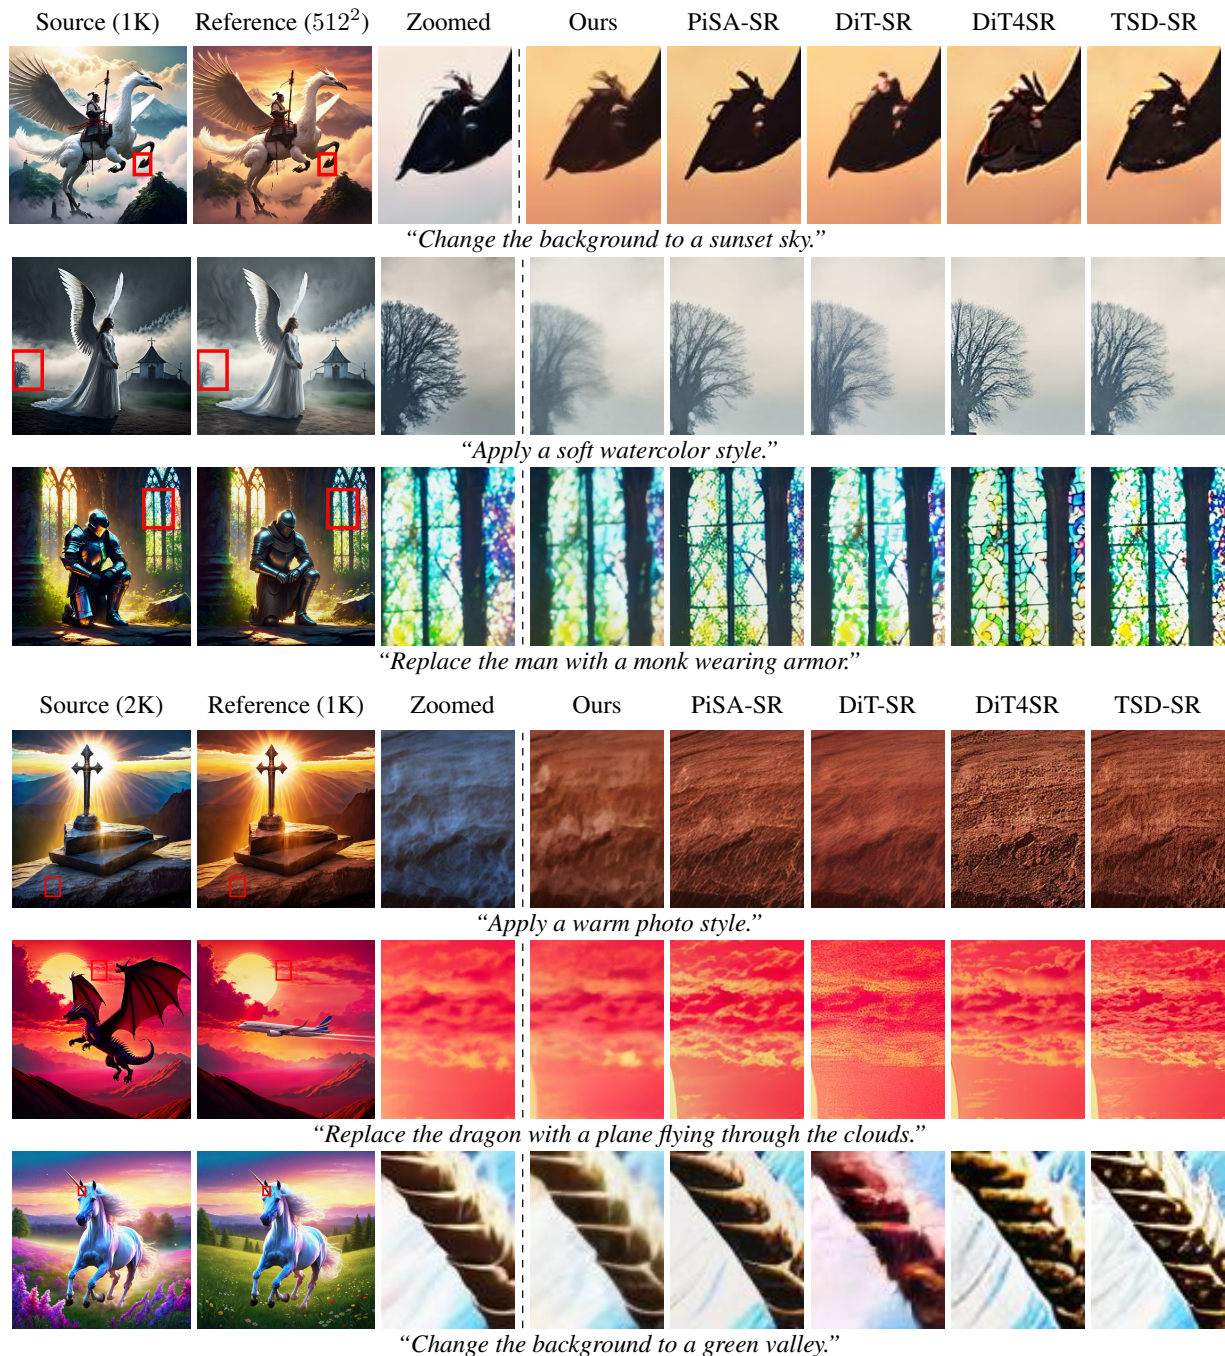 Source (1K) Reference (512²) Zoomed Ours PiSA-SR DiT-SR DiT4SR TSD-SR
“Change the background to a sunset sky.”
“Apply a soft watercolor style.”
“Replace the man with a monk wearing armor.”
Source (2K) Reference (1K) Zoomed Ours PiSA-SR DiT-SR DiT4SR TSD-SR
“Apply a warm photo style.”
“Replace the dragon with a plane flying through the clouds.”
“Change the background to a green valley.”